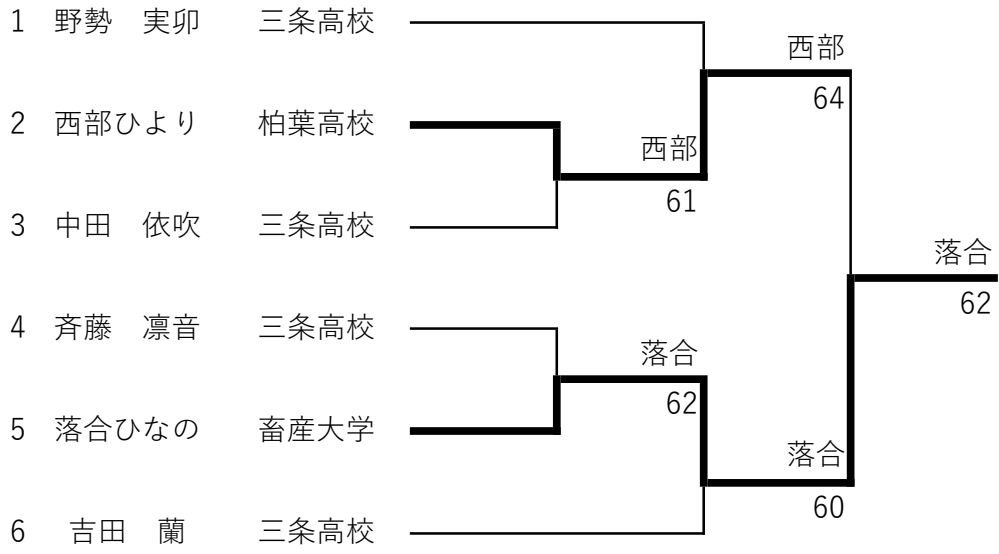 1 野勢　実卯 三条高校
西部
64
2 西部ひより 柏葉高校
西部
61
3 中田　依吹 三条高校
落合
62
4 斉藤　凛音 三条高校
落合
62
5 落合ひなの 畜産大学
落合
60
6 吉田　蘭 三条高校